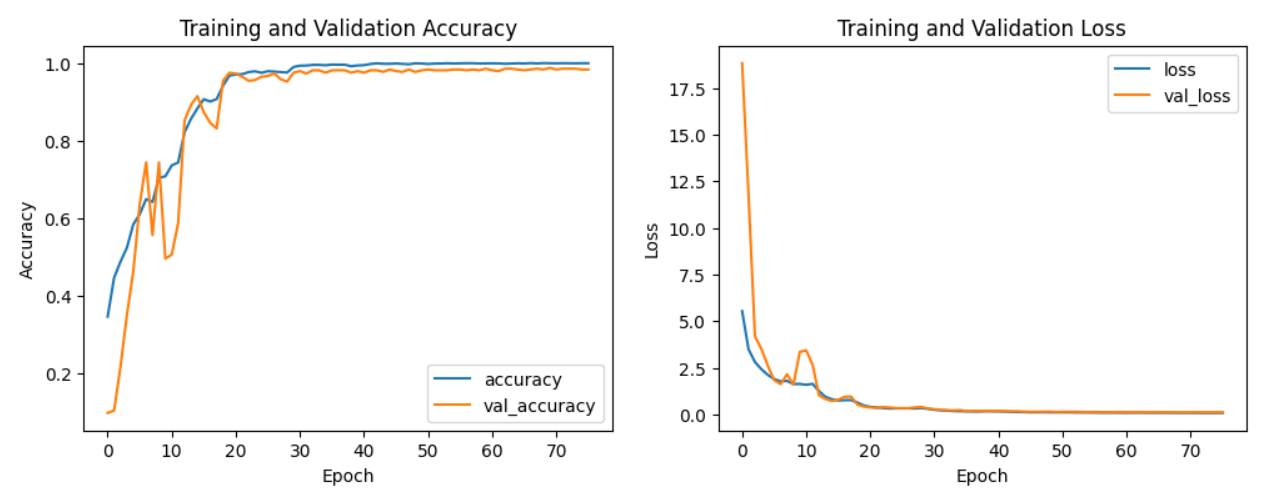 Training and Validation Accuracy
1.0
0.8
0.6
0.4
0.2
Accuracy
0
10
20
30
40
50
60
70
Epoch
accuracy
val_accuracy
Training and Validation Loss
17.5
15.0
12.5
10.0
7.5
5.0
2.5
0.0
Loss
0
10
20
30
40
50
60
70
Epoch
loss
val_loss